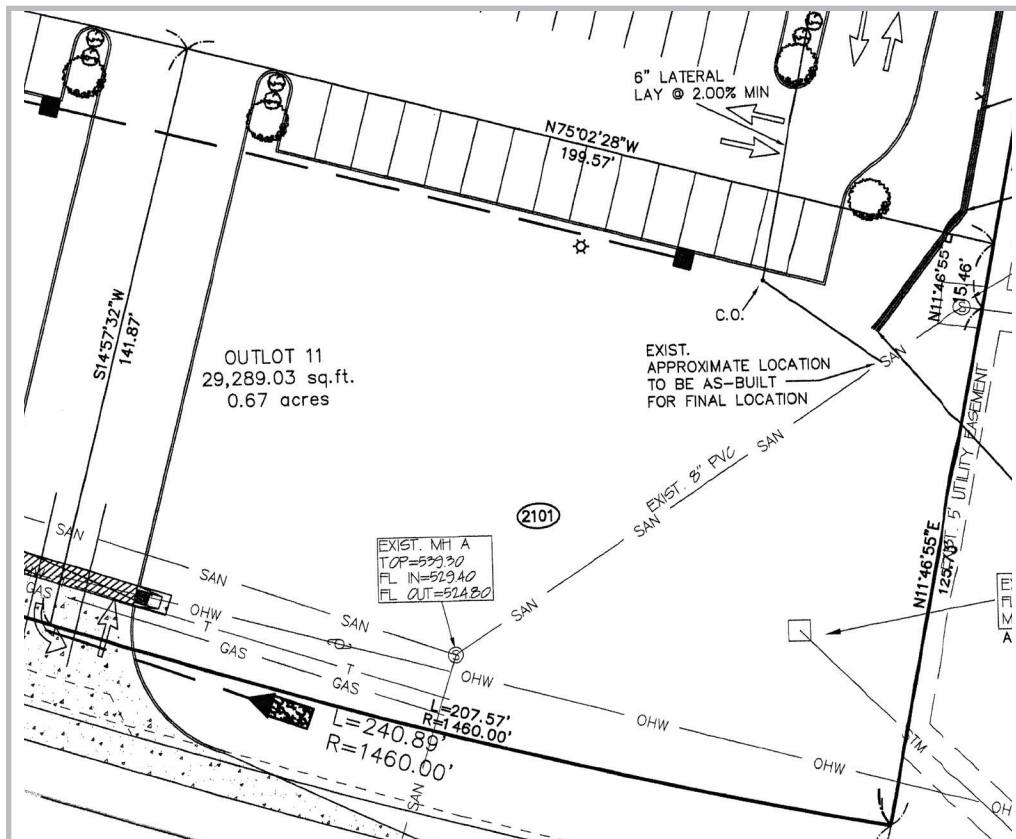 6" LATERAL
LAY @ 2.00% MIN
N75°02'28"W
199.57'
S14°57'32"W
141.87'
OUTLOT 11
29,289.03 sq.ft.
0.67 acres
C.O.
N11°46'55"E
15.46'
EXIST.
APPROXIMATE LOCATION
TO BE AS-BUILT
FOR FINAL LOCATION
SAN
SAN
EXIST. 8" PVC
SAN
SAN
2101
EXIST. MH A
TOP=539.30
FL IN=529.40
FL OUT=524.80
5' UTILITY EASEMENT
N11°46'55"E
SAN
SAN
SAN
GAS
OHW
T
GAS
T
GAS
OHW
OHW
OHW
OH
STM
L=207.57'
R=1460.00'
L=240.89'
R=1460.00'
SAN